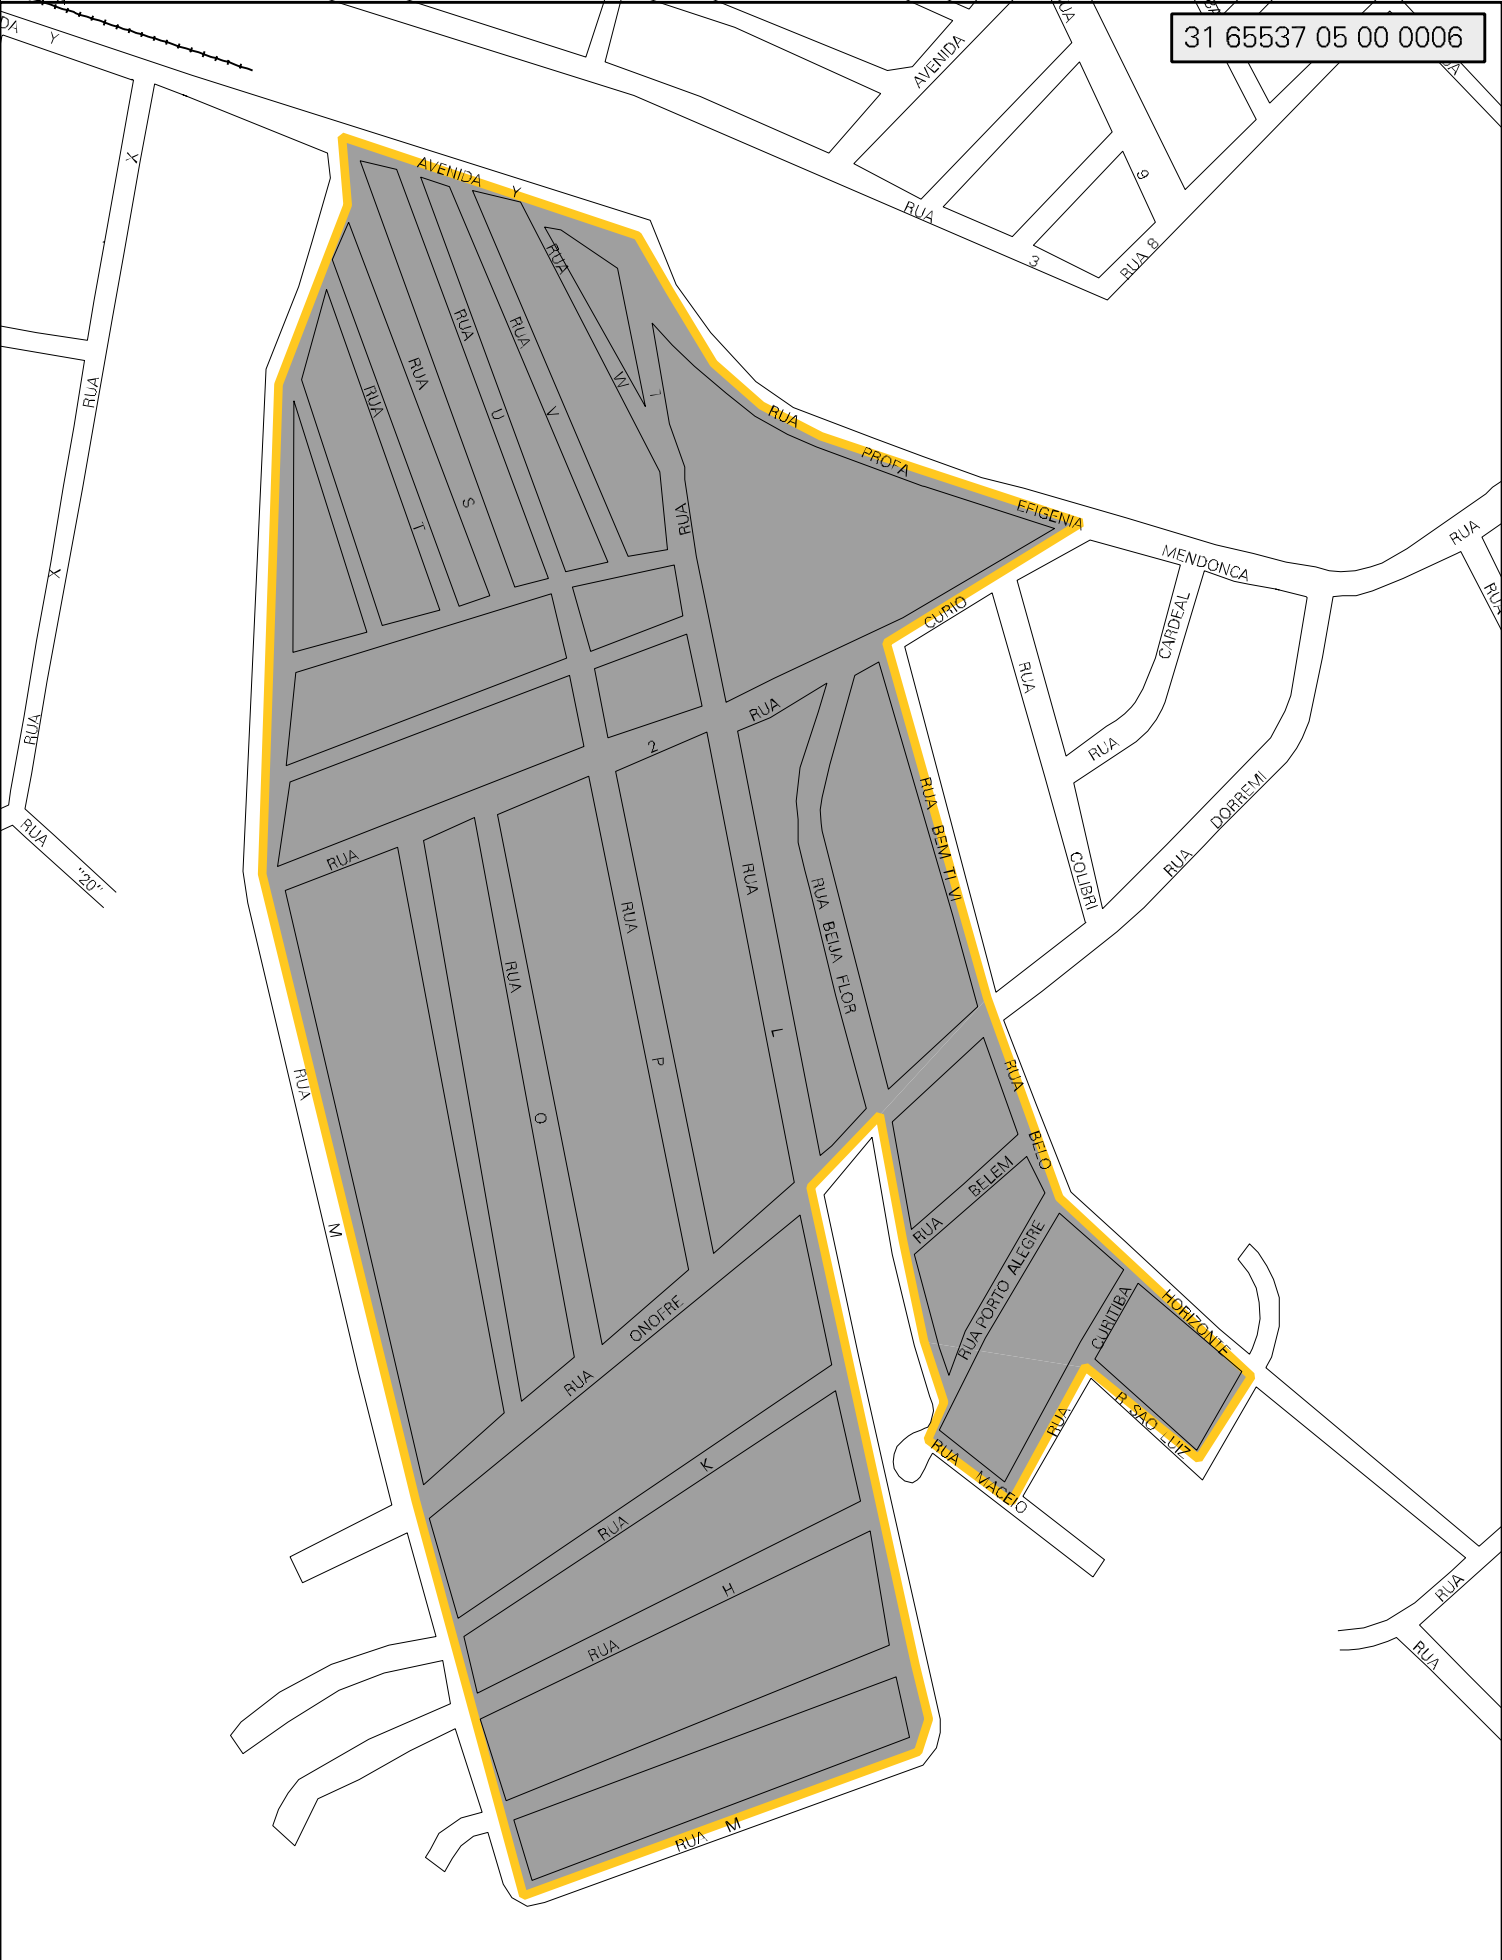 31 65537 05 00 0006
DA Y
AVENIDA
RUA 3
9
RUA 8
X
RUA
X
RUA
RUA "20"
AVENIDA Y
RUA W
RUA U
RUA V
RUA S
RUA T
RUA 1
RUA PROFA EFIGENIA MENDONCA
RUA
RUA
CURIO
RUA CARDEAL
RUA COLIBRI
RUA DORREMI
RUA 2 RUA
RUA BEM TI VI
RUA BEIJA FLOR
RUA L
RUA P
RUA O
RUA M
RUA BELO HORIZONTE
RUA BELEM
RUA PORTO ALEGRE
RUA CURITIBA
R SAO LUIZ
RUA MACEIO
RUA ONOFRE
RUA K
RUA H
RUA M
RUA
RUA